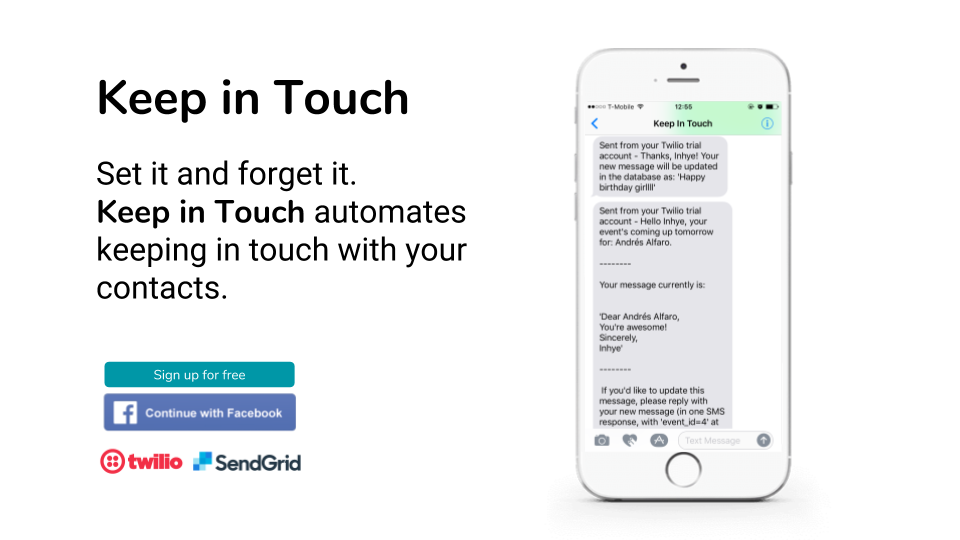 Keep in Touch
Set it and forget it.
Keep in Touch automates
keeping in touch with your
contacts.
Sign up for free
Continue with Facebook
twilio SendGrid
T-Mobile 12:55
Keep In Touch
Sent from your Twilio trial
account - Thanks, Inhye! Your
new message will be updated
in the database as: 'Happy
birthday girllll'
Sent from your Twilio trial
account - Hello Inhye, your
event's coming up tomorrow
for: Andrés Alfaro.
--------
Your message currently is:
'Dear Andrés Alfaro,
You're awesome!
Sincerely,
Inhye'
--------
If you'd like to update this
message, please reply with
your new message (in one SMS
response, with 'event_id=4' at
Text Message